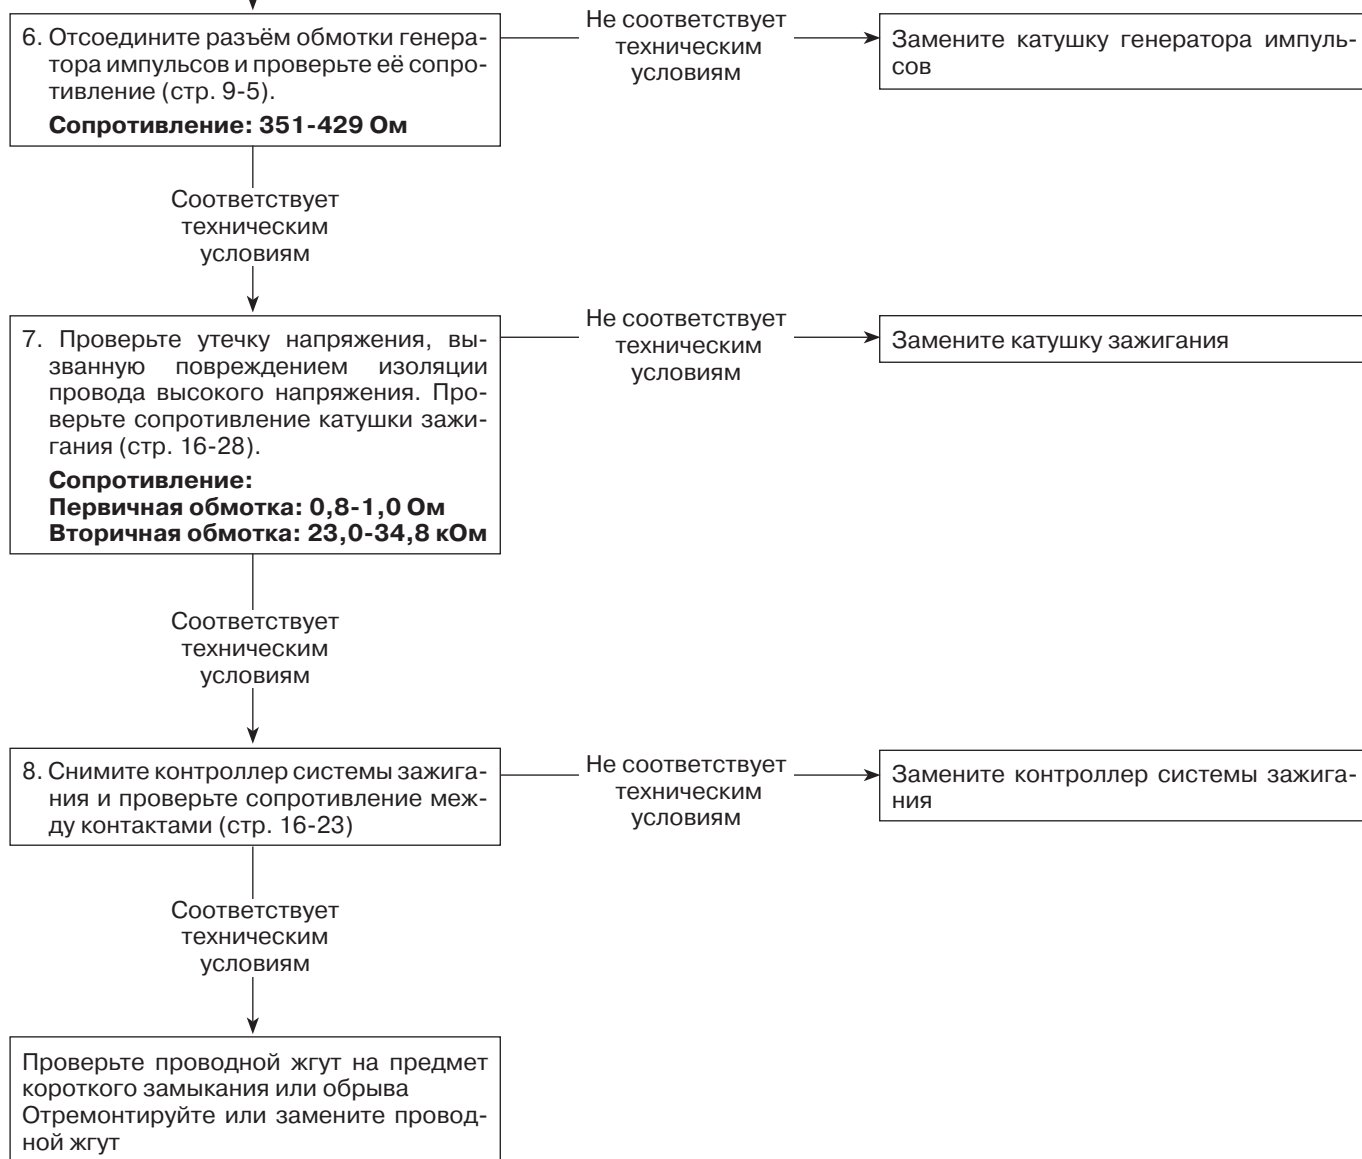 6. Отсоедините разъём обмотки генера-
тора импульсов и проверьте её сопро-
тивление (стр. 9-5).
Сопротивление: 351-429 Ом
Не соответствует
техническим
условиям
Замените катушку генератора импуль-
сов
Соответствует
техническим
условиям
7. Проверьте утечку напряжения, вы-
званную повреждением изоляции
провода высокого напряжения. Про-
верьте сопротивление катушки зажи-
гания (стр. 16-28).
Сопротивление:
Первичная обмотка: 0,8-1,0 Ом
Вторичная обмотка: 23,0-34,8 кОм
Не соответствует
техническим
условиям
Замените катушку зажигания
Соответствует
техническим
условиям
8. Снимите контроллер системы зажига-
ния и проверьте сопротивление меж-
ду контактами (стр. 16-23)
Не соответствует
техническим
условиям
Замените контроллер системы зажига-
ния
Соответствует
техническим
условиям
Проверьте проводной жгут на предмет
короткого замыкания или обрыва
Отремонтируйте или замените провод-
ной жгут